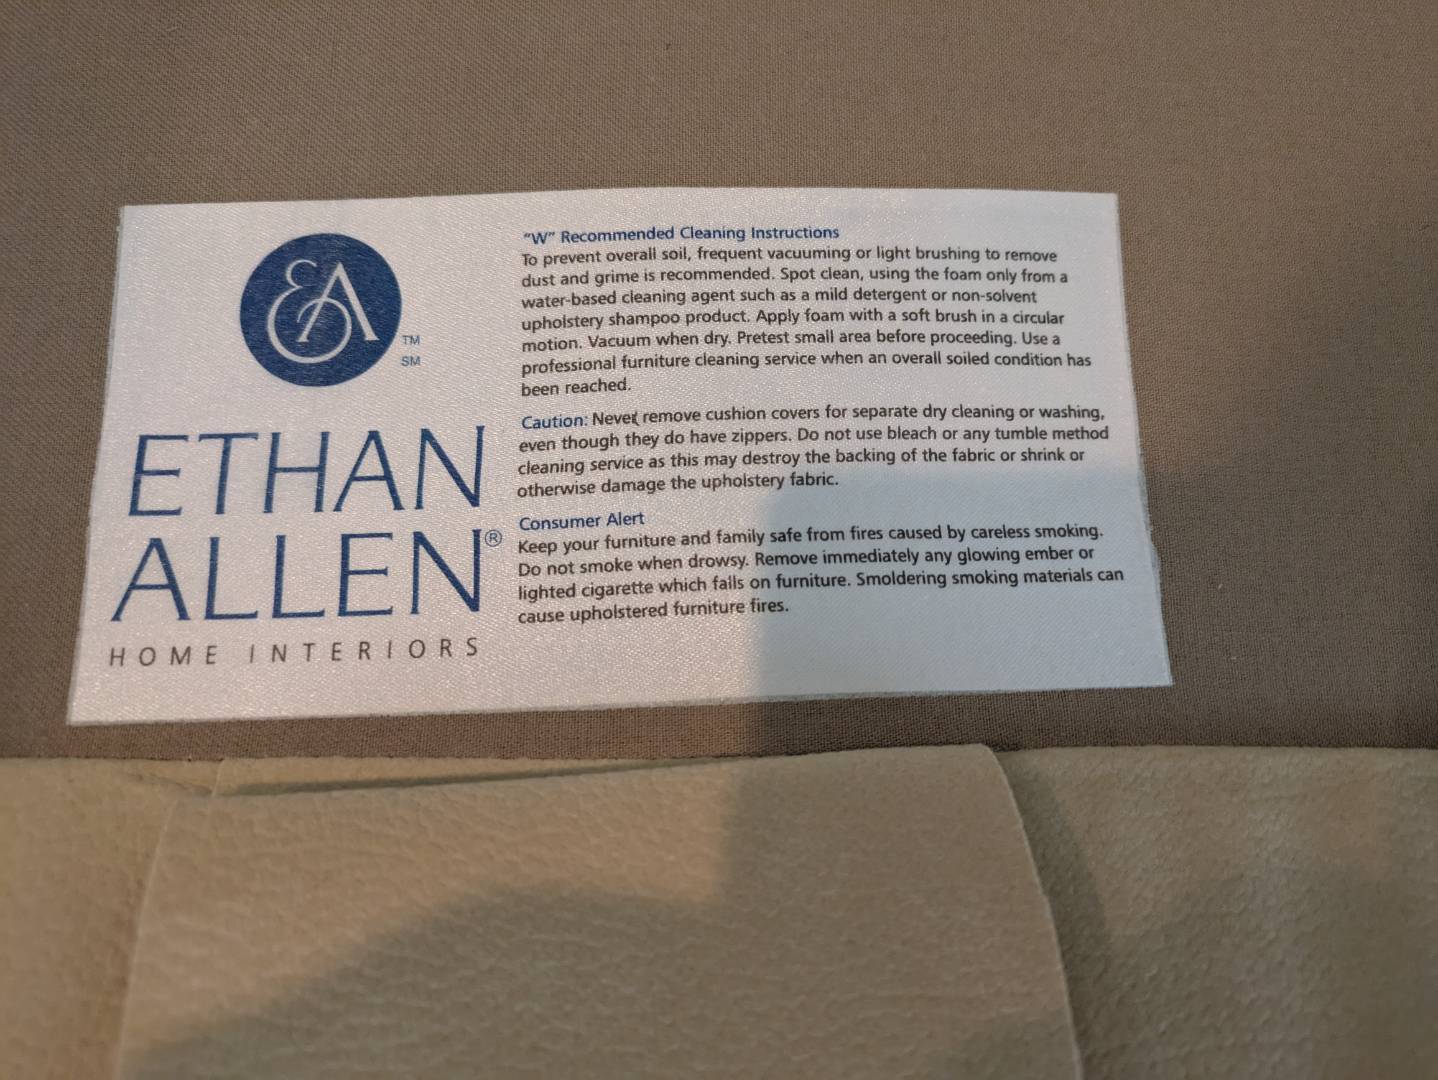 EA
TM
SM
ETHAN
ALLEN®
HOME INTERIORS
“W” Recommended Cleaning Instructions
To prevent overall soil, frequent vacuuming or light brushing to remove
dust and grime is recommended. Spot clean, using the foam only from a
water-based cleaning agent such as a mild detergent or non-solvent
upholstery shampoo product. Apply foam with a soft brush in a circular
motion. Vacuum when dry. Pretest small area before proceeding. Use a
professional furniture cleaning service when an overall soiled condition has
been reached.
Caution: Never remove cushion covers for separate dry cleaning or washing,
even though they do have zippers. Do not use bleach or any tumble method
cleaning service as this may destroy the backing of the fabric or shrink or
otherwise damage the upholstery fabric.
Consumer Alert
Keep your furniture and family safe from fires caused by careless smoking.
Do not smoke when drowsy. Remove immediately any glowing ember or
lighted cigarette which falls on furniture. Smoldering smoking materials can
cause upholstered furniture fires.